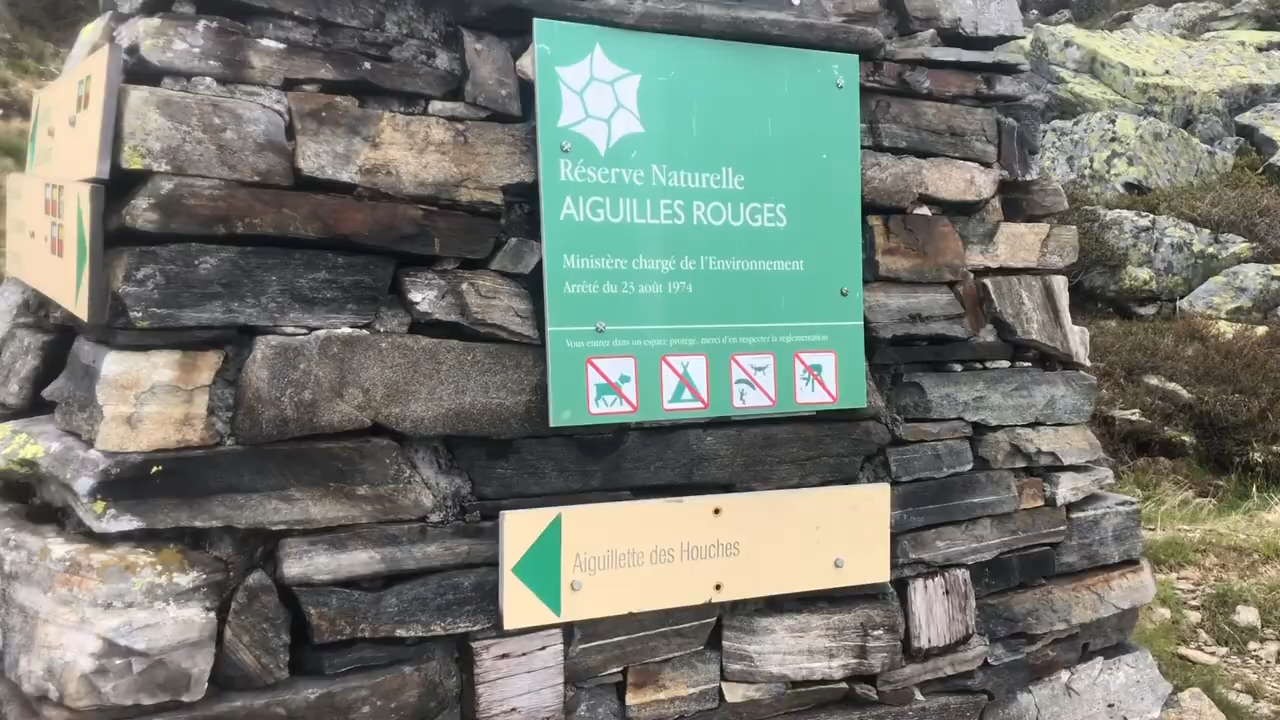 Réserve Naturelle
AIGUILLES ROUGES
Ministère chargé de l'Environnement
Arrêté du 23 août 1974
Vous entrez dans un espace protégé, merci d'en respecter la réglementation
Aiguillette des Houches